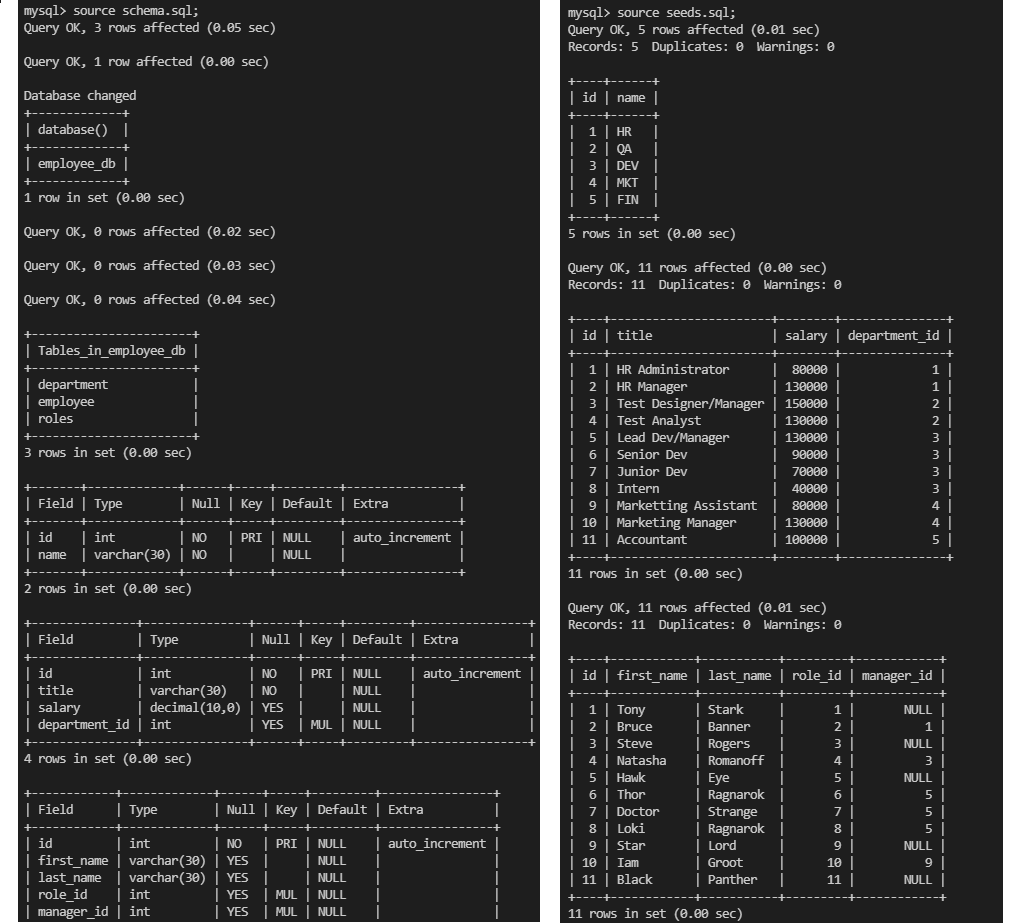 mysql> source schema.sql;
Query OK, 3 rows affected (0.05 sec)

Query OK, 1 row affected (0.00 sec)

Database changed
+-------------+
| database()  |
+-------------+
| employee_db |
+-------------+
1 row in set (0.00 sec)

Query OK, 0 rows affected (0.02 sec)

Query OK, 0 rows affected (0.03 sec)

Query OK, 0 rows affected (0.04 sec)

+-----------------------+
| Tables_in_employee_db |
+-----------------------+
| department            |
| employee              |
| roles                 |
+-----------------------+
3 rows in set (0.00 sec)

+-------+-------------+------+-----+---------+----------------+
| Field | Type        | Null | Key | Default | Extra          |
+-------+-------------+------+-----+---------+----------------+
| id    | int         | NO   | PRI | NULL    | auto_increment |
| name  | varchar(30) | NO   |     | NULL    |                |
+-------+-------------+------+-----+---------+----------------+
2 rows in set (0.00 sec)

+---------------+---------------+------+-----+---------+----------------+
| Field         | Type          | Null | Key | Default | Extra          |
+---------------+---------------+------+-----+---------+----------------+
| id            | int           | NO   | PRI | NULL    | auto_increment |
| title         | varchar(30)   | NO   |     | NULL    |                |
| salary        | decimal(10,0) | YES  |     | NULL    |                |
| department_id | int           | YES  | MUL | NULL    |                |
+---------------+---------------+------+-----+---------+----------------+
4 rows in set (0.00 sec)

+------------+-------------+------+-----+---------+----------------+
| Field      | Type        | Null | Key | Default | Extra          |
+------------+-------------+------+-----+---------+----------------+
| id         | int         | NO   | PRI | NULL    | auto_increment |
| first_name | varchar(30) | YES  |     | NULL    |                |
| last_name  | varchar(30) | YES  |     | NULL    |                |
| role_id    | int         | YES  | MUL | NULL    |                |
| manager_id | int         | YES  | MUL | NULL    |                |

mysql> source seeds.sql;
Query OK, 5 rows affected (0.01 sec)
Records: 5  Duplicates: 0  Warnings: 0

+----+------+
| id | name |
+----+------+
|  1 | HR   |
|  2 | QA   |
|  3 | DEV  |
|  4 | MKT  |
|  5 | FIN  |
+----+------+
5 rows in set (0.00 sec)

Query OK, 11 rows affected (0.00 sec)
Records: 11  Duplicates: 0  Warnings: 0

+----+-----------------------+--------+---------------+
| id | title                 | salary | department_id |
+----+-----------------------+--------+---------------+
|  1 | HR Administrator      |  80000 |             1 |
|  2 | HR Manager            | 130000 |             1 |
|  3 | Test Designer/Manager | 150000 |             2 |
|  4 | Test Analyst          | 130000 |             2 |
|  5 | Lead Dev/Manager      | 130000 |             3 |
|  6 | Senior Dev            |  90000 |             3 |
|  7 | Junior Dev            |  70000 |             3 |
|  8 | Intern                |  40000 |             3 |
|  9 | Marketting Assistant  |  80000 |             4 |
| 10 | Marketing Manager     | 130000 |             4 |
| 11 | Accountant            | 100000 |             5 |
+----+-----------------------+--------+---------------+
11 rows in set (0.00 sec)

Query OK, 11 rows affected (0.01 sec)
Records: 11  Duplicates: 0  Warnings: 0

+----+------------+-----------+---------+------------+
| id | first_name | last_name | role_id | manager_id |
+----+------------+-----------+---------+------------+
|  1 | Tony       | Stark     |       1 |       NULL |
|  2 | Bruce      | Banner    |       2 |          1 |
|  3 | Steve      | Rogers    |       3 |       NULL |
|  4 | Natasha    | Romanoff  |       4 |          3 |
|  5 | Hawk       | Eye       |       5 |       NULL |
|  6 | Thor       | Ragnarok  |       6 |          5 |
|  7 | Doctor     | Strange   |       7 |          5 |
|  8 | Loki       | Ragnarok  |       8 |          5 |
|  9 | Star       | Lord      |       9 |       NULL |
| 10 | Iam        | Groot     |      10 |          9 |
| 11 | Black      | Panther   |      11 |       NULL |
+----+------------+-----------+---------+------------+
11 rows in set (0.00 sec)